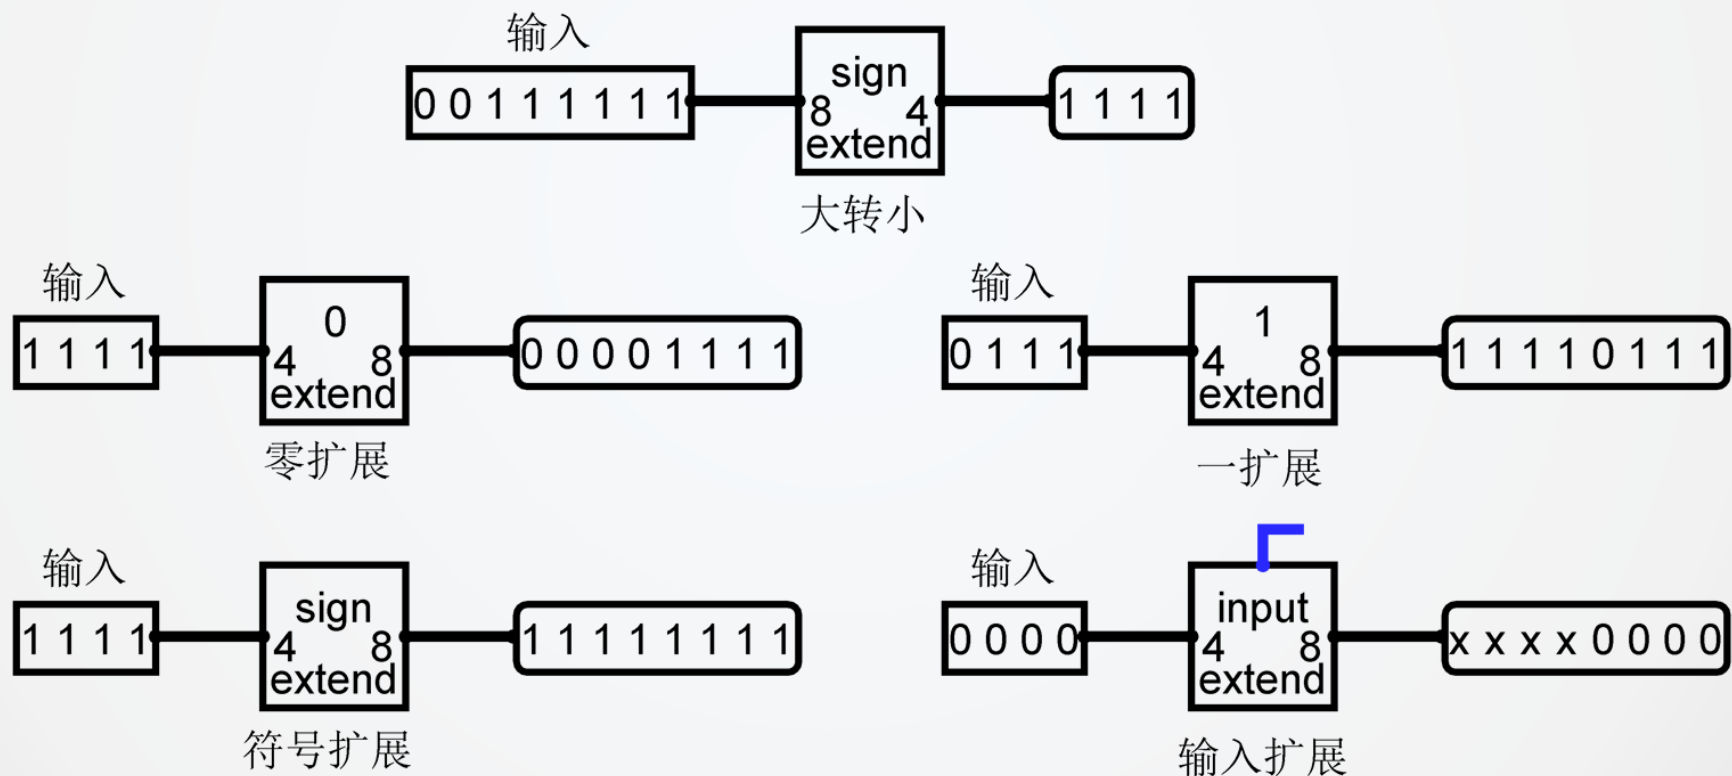 输入
0 0 1 1 1 1 1 1
sign
8 4
extend
1 1 1 1
大转小
输入
1 1 1 1
0
4 8
extend
0 0 0 0 1 1 1 1
零扩展
输入
0 1 1 1
1
4 8
extend
1 1 1 1 0 1 1 1
一扩展
输入
1 1 1 1
sign
4 8
extend
1 1 1 1 1 1 1 1
符号扩展
输入
0 0 0 0
input
4 8
extend
x x x x 0 0 0 0
输入扩展